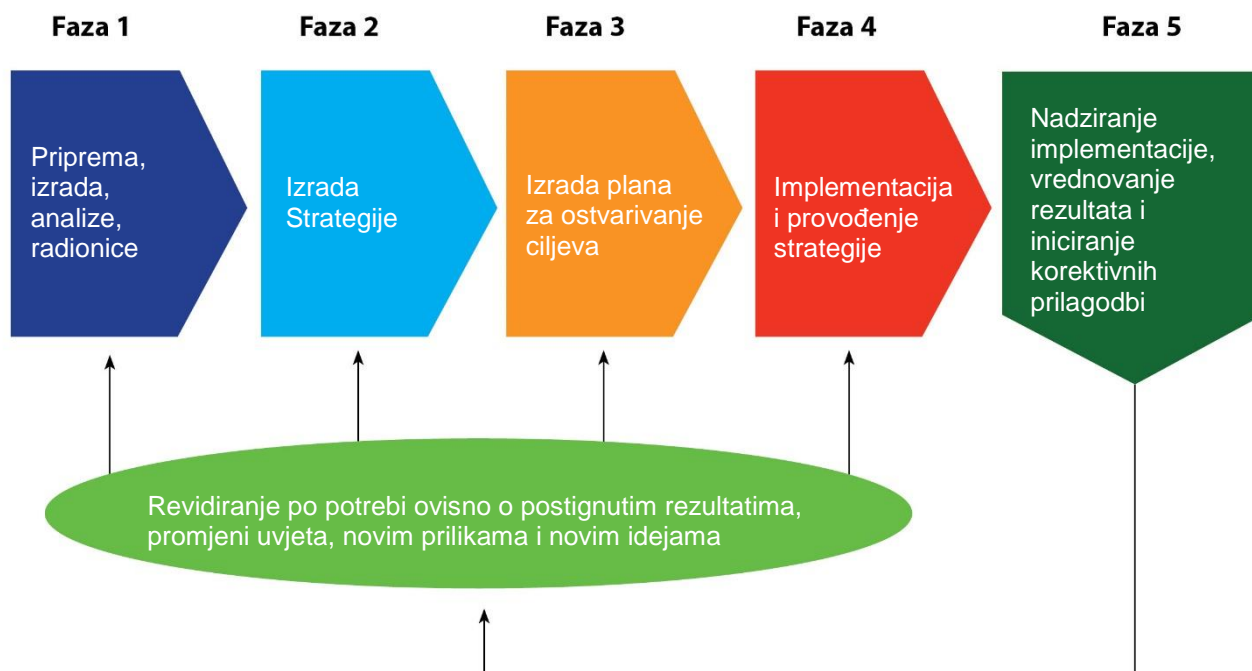 Faza 1
Faza 2
Faza 3
Faza 4
Faza 5
Priprema,
izrada,
analize,
radionice
Izrada
Strategije
Izrada plana
za ostvarivanje
ciljeva
Implementacija
i provođenje
strategije
Nadziranje
implementacije,
vrednovanje
rezultata i
iniciranje
korektivnih
prilagodbi
Revidiranje po potrebi ovisno o postignutim rezultatima,
promjeni uvjeta, novim prilikama i novim idejama